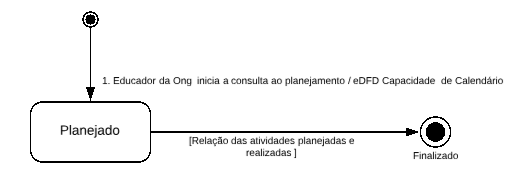 1. Educador da Ong inicia a consulta ao planejamento / eDFD Capacidade de Calendário
Planejado
[Relação das atividades planejadas e
realizadas ]
Finalizado